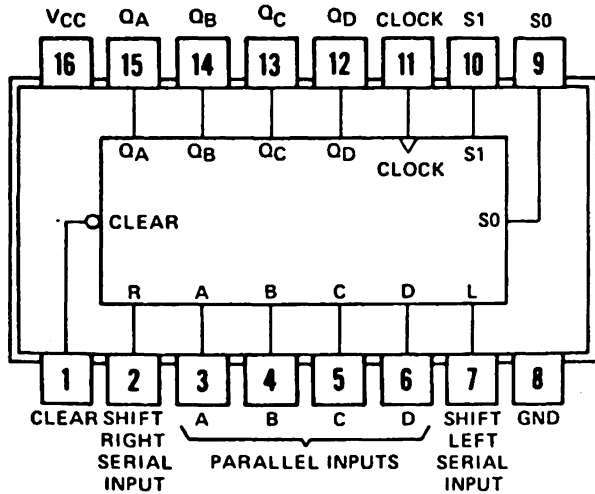 VCC QA QB QC QD CLOCK S1 S0
16 15 14 13 12 11 10 9
QA QB QC QD CLOCK S1
CLEAR S0
R A B C D L
1 2 3 4 5 6 7 8
CLEAR SHIFT RIGHT SERIAL INPUT A B C D SHIFT LEFT SERIAL INPUT GND
PARALLEL INPUTS